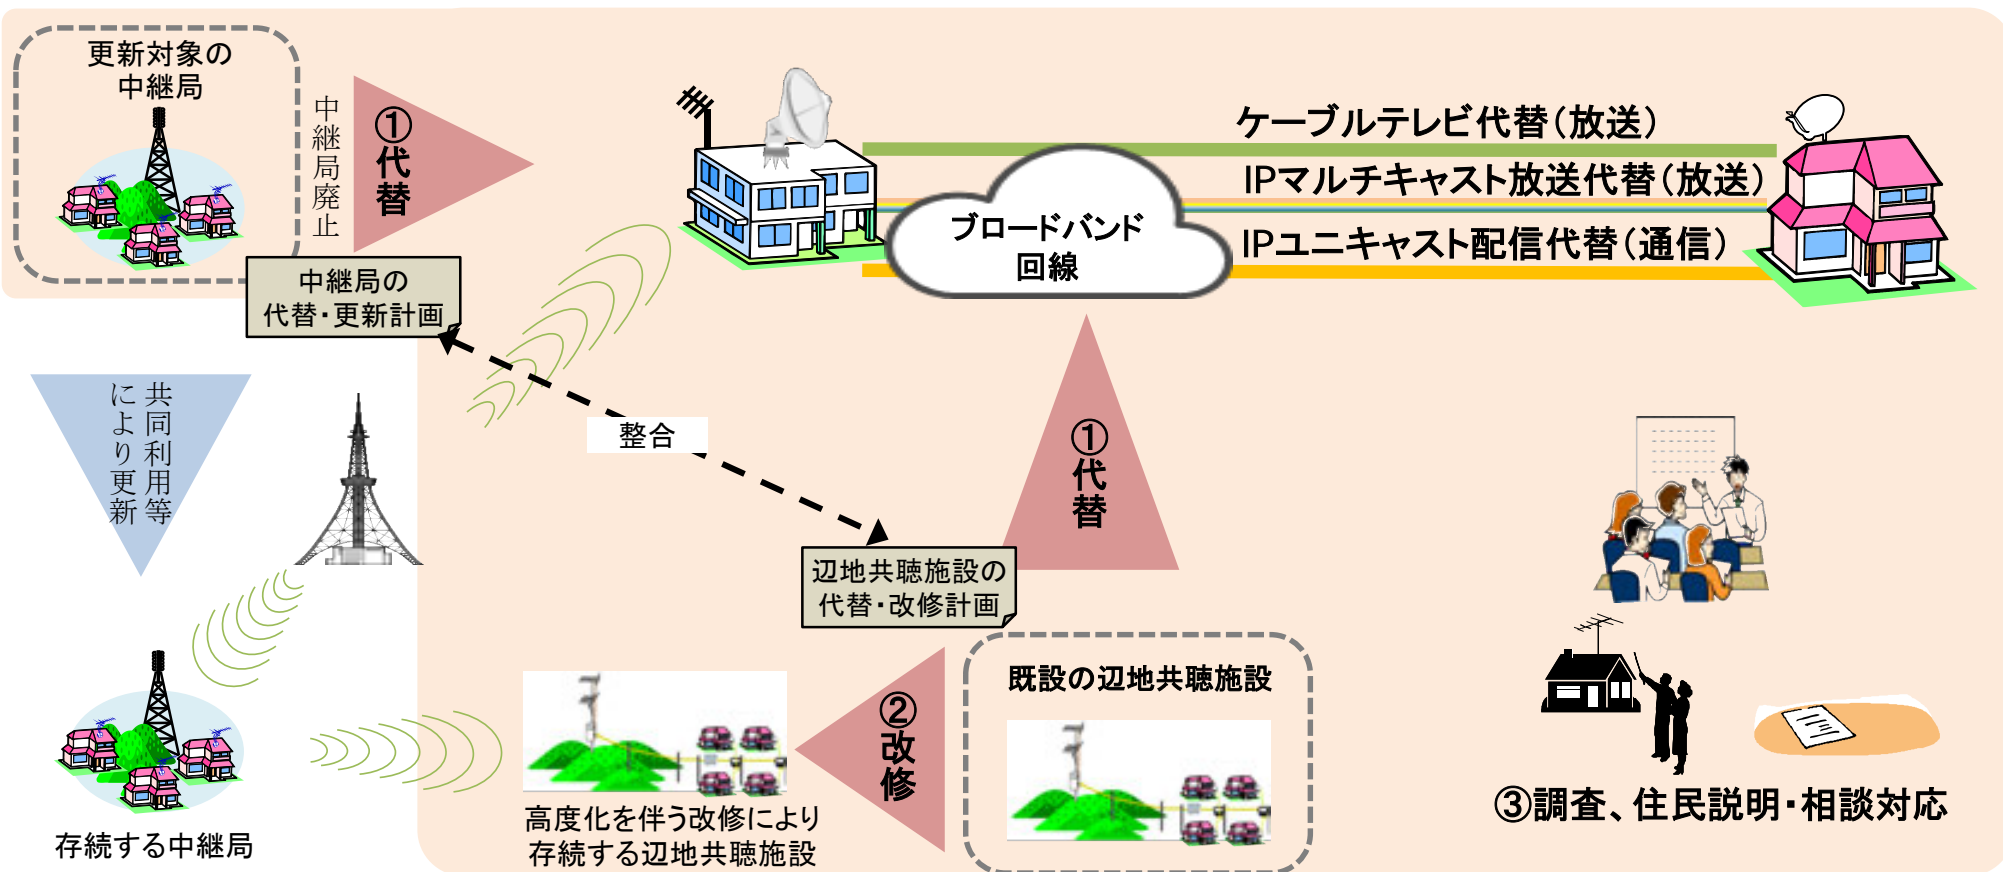 更新対象の
中継局
中継局廃止
①代替
中継局の
代替・更新計画
ケーブルテレビ代替（放送）
IPマルチキャスト放送代替（放送）
IPユニキャスト配信代替（通信）
ブロードバンド
回線
共同利用等
により更新
整合
①代替
辺地共聴施設の
代替・改修計画
既設の辺地共聴施設
②改修
高度化を伴う改修により
存続する辺地共聴施設
存続する中継局
③調査、住民説明・相談対応